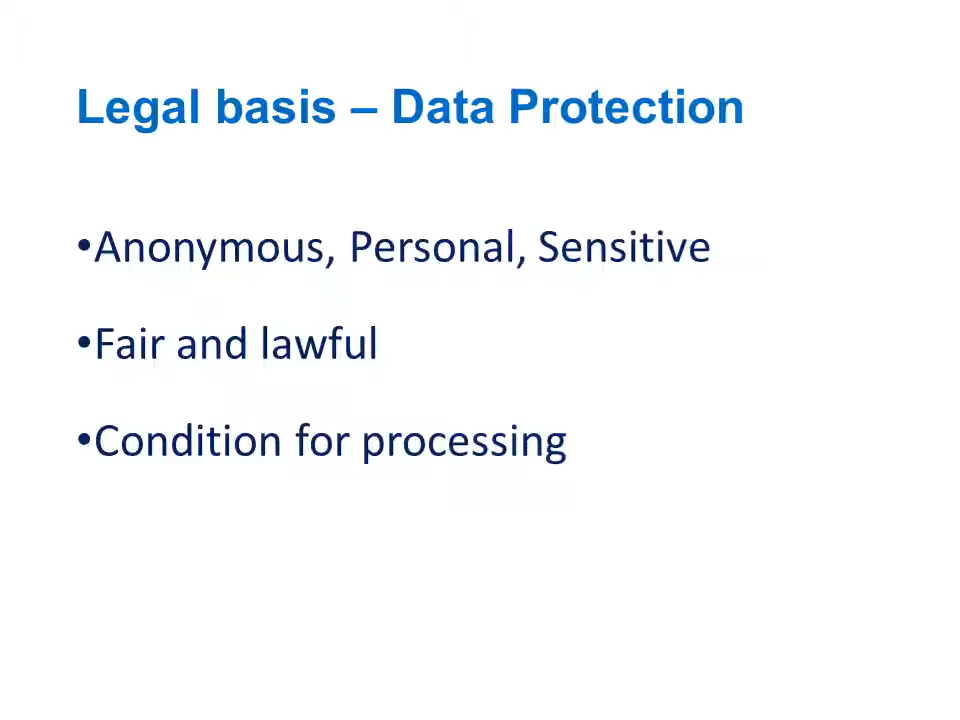 Legal basis – Data Protection
•Anonymous, Personal, Sensitive
•Fair and lawful
•Condition for processing